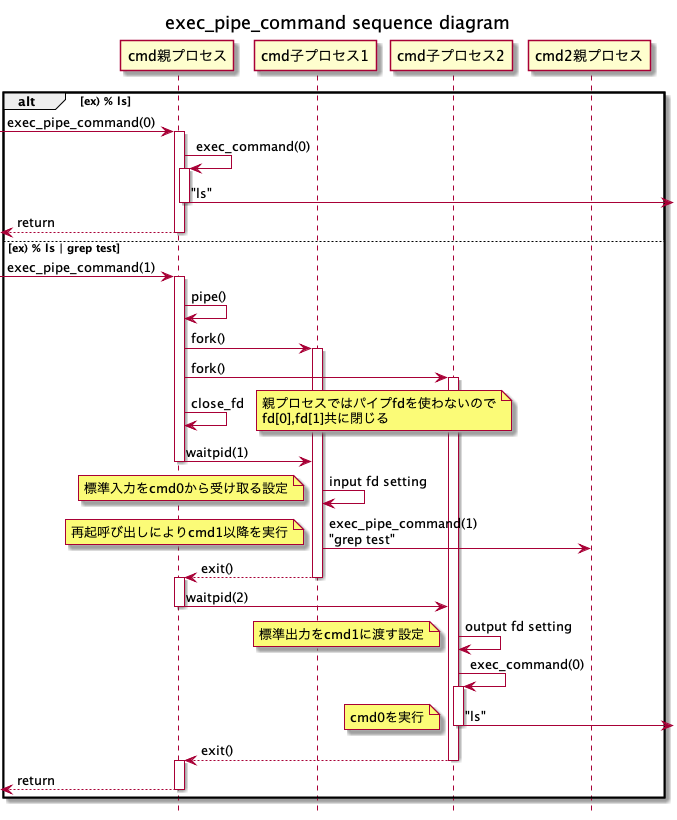 exec_pipe_command sequence diagram
cmd親プロセス
cmd子プロセス1
cmd子プロセス2
cmd2親プロセス
alt
[ex) % ls]
exec_pipe_command(0)
exec_command(0)
"ls"
return
[ex) % ls | grep test]
exec_pipe_command(1)
pipe()
fork()
fork()
close_fd
親プロセスではパイプfdを使わないので
fd[0],fd[1]共に閉じる
waitpid(1)
標準入力をcmd0から受け取る設定
input fd setting
再起呼び出しによりcmd1以降を実行
exec_pipe_command(1)
"grep test"
exit()
waitpid(2)
標準出力をcmd1に渡す設定
output fd setting
exec_command(0)
cmd0を実行
"ls"
exit()
return